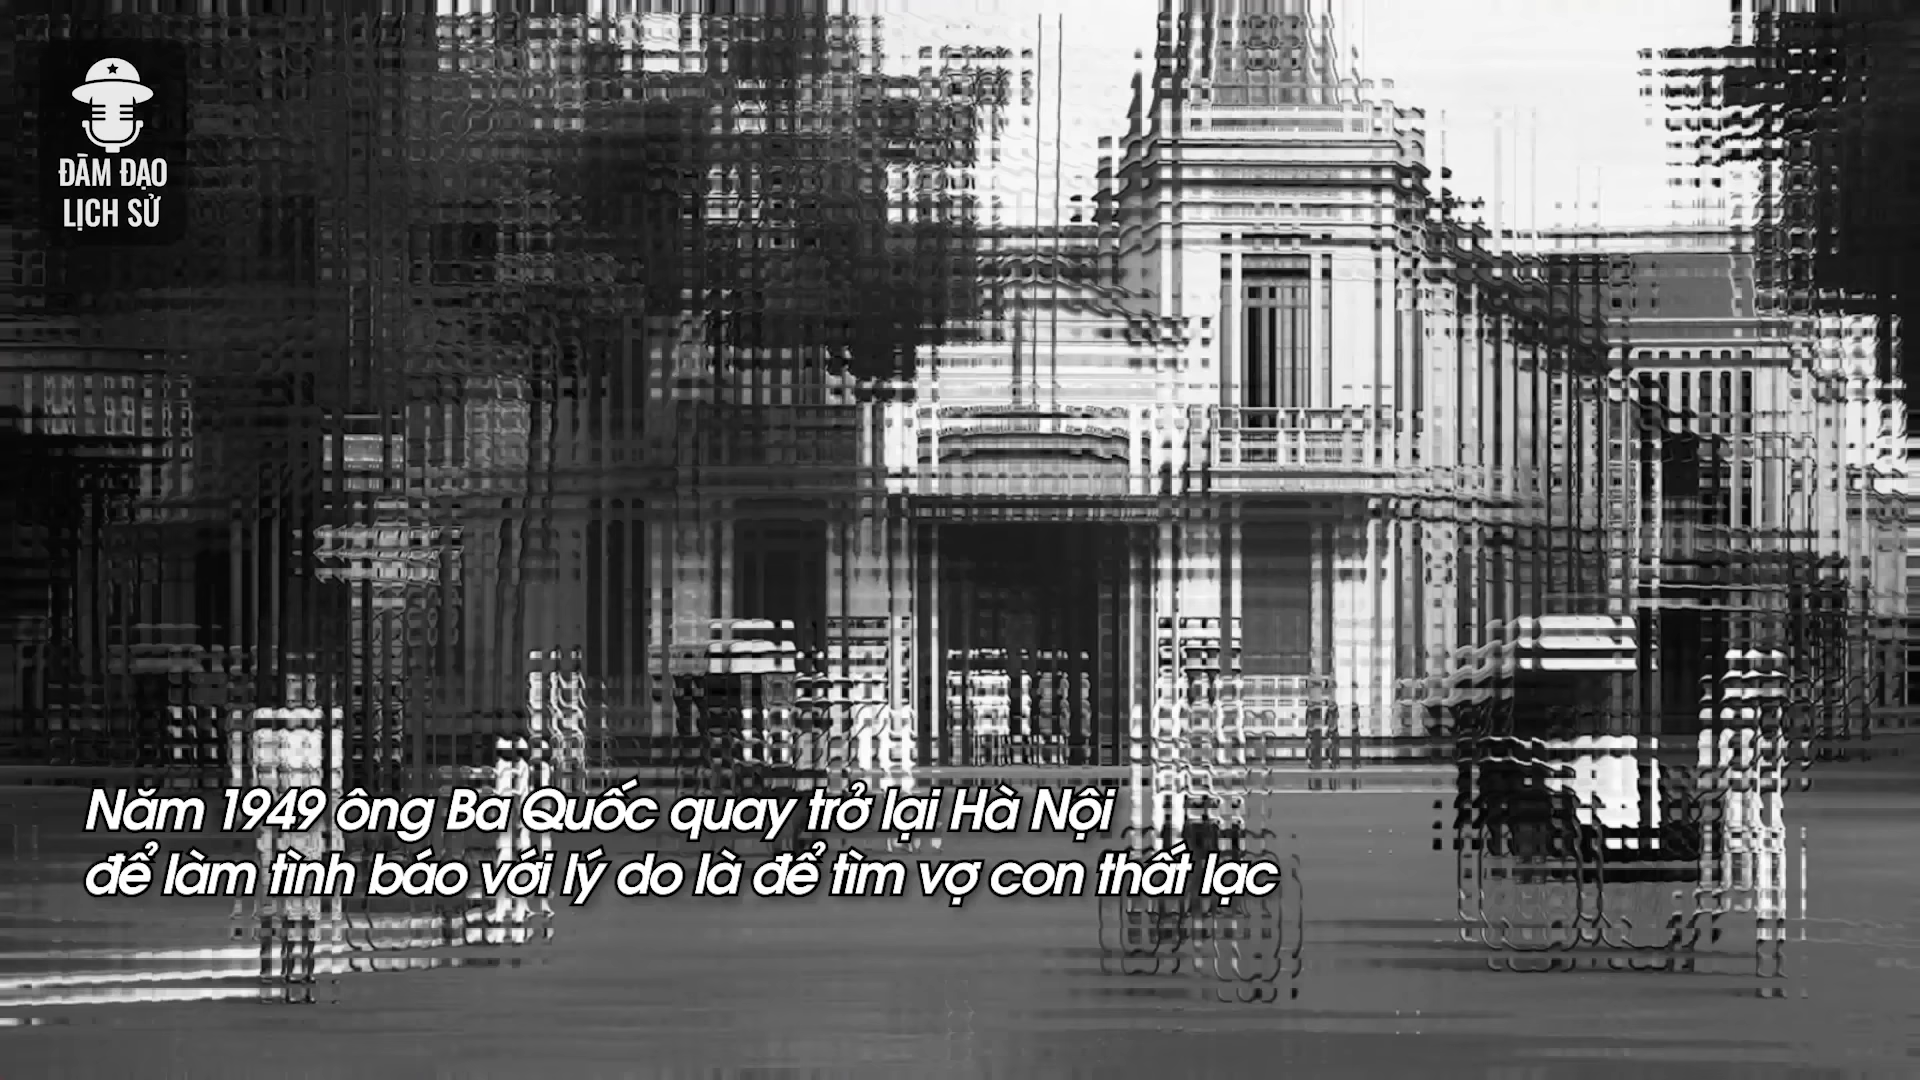 ĐÀM ĐẠO
LỊCH SỬ
Năm 1949 ông Ba Quốc quay trở lại Hà Nội
để làm tình báo với lý do là để tìm vợ con thất lạc